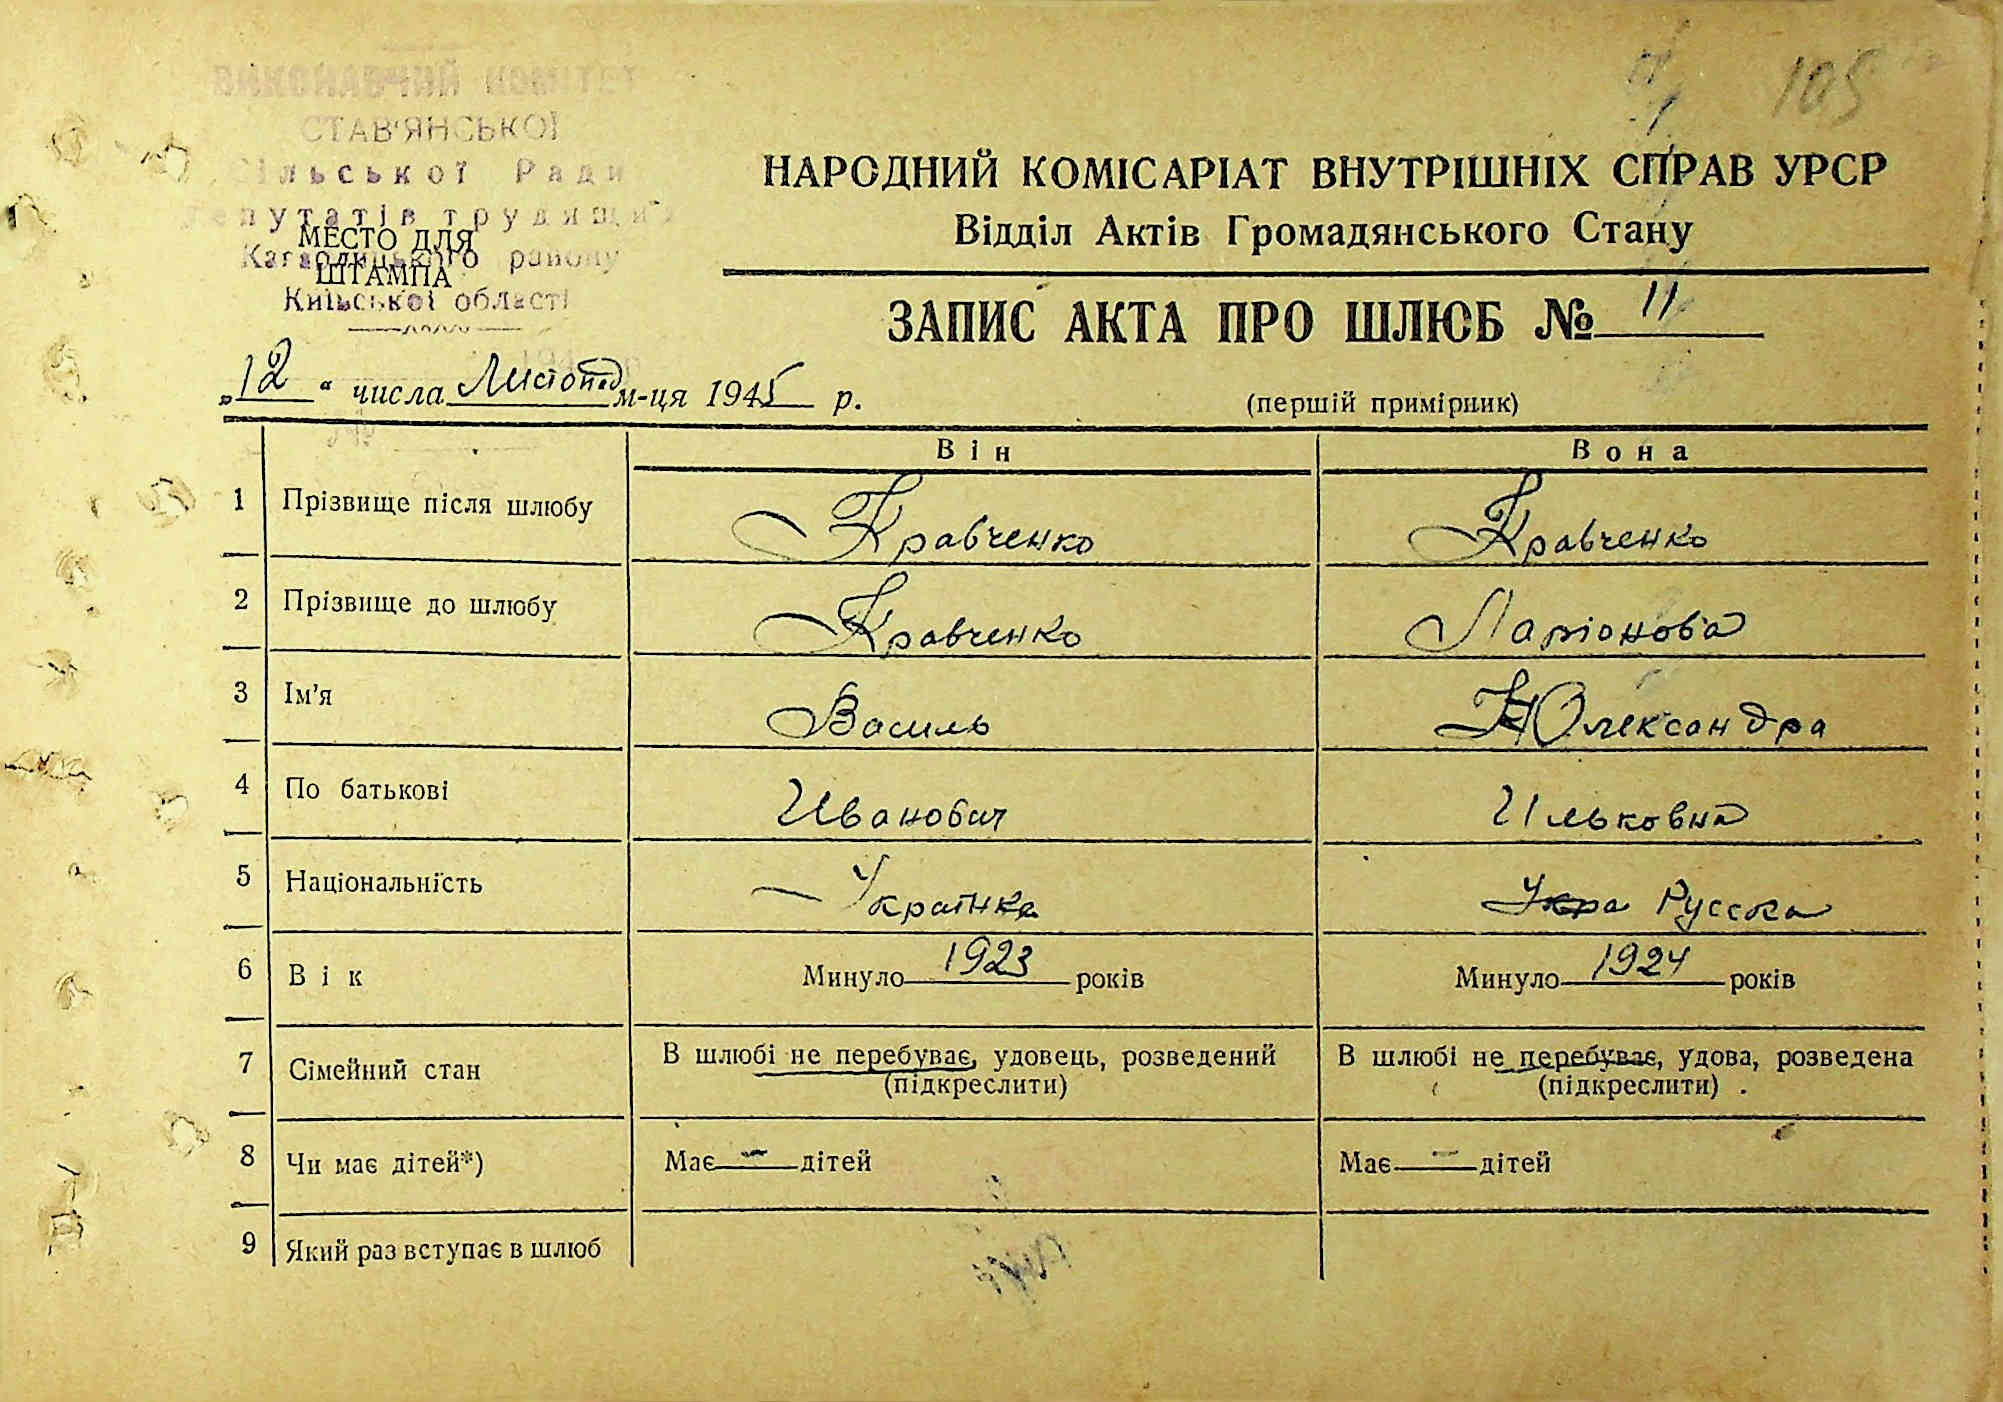 105
ВИКОНАВЧИЙ КОМІТЕТ
СТАВ'ЯНСЬКОЇ
Сільської Ради
Депутатів трудящих
МЕСТО ДЛЯ
Кагарлицького району
ШТАМПА
Київської області
НАРОДНИЙ КОМІСАРІАТ ВНУТРІШНІХ СПРАВ УРСР
Відділ Актів Громадянського Стану
ЗАПИС АКТА ПРО ШЛЮБ № 11
„12“ числа Листопад м-ця 1945 р.
(перший примірник)
Він Вона
1 Прізвище після шлюбу Кравченко Кравченко
2 Прізвище до шлюбу Кравченко Ларіонова
3 Ім'я Василь Олександра
4 По батькові Иванович Ильковна
5 Національність Украінка Укра Русска
6 Вік Минуло 1923 років Минуло 1924 років
7 Сімейний стан В шлюбі не перебуває, удовець, розведений В шлюбі не перебуває, удова, розведена
(підкреслити) (підкреслити)
8 Чи має дітей*) Має — дітей Має — дітей
9 Який раз вступає в шлюб